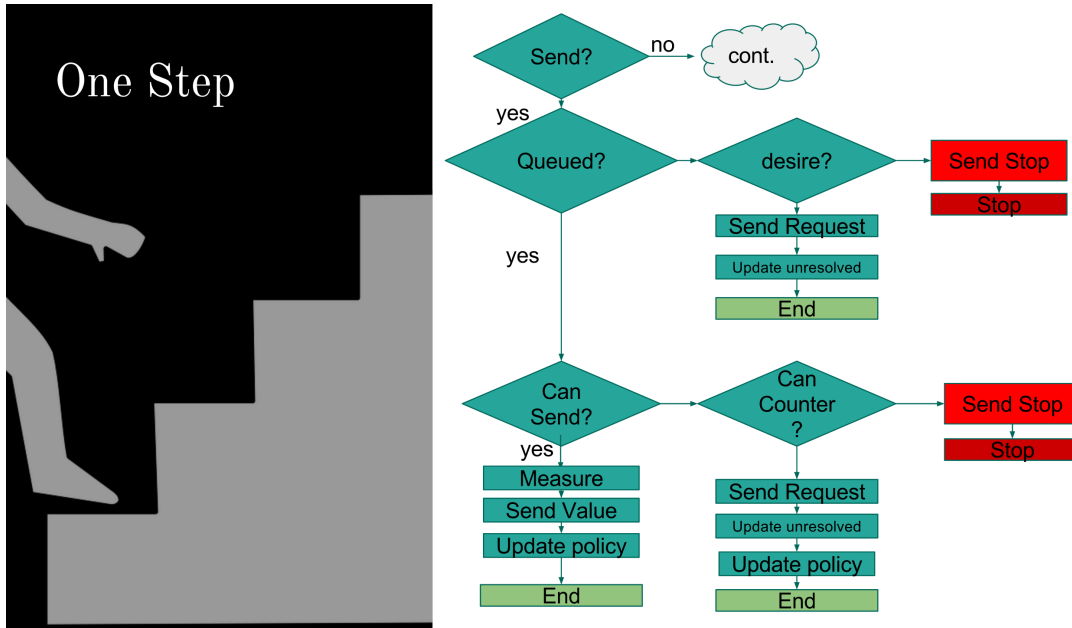 One Step
Send?
no
cont.
yes
Queued?
desire?
Send Stop
Stop
Send Request
Update unresolved
End
yes
Can
Send?
Can
Counter
?
Send Stop
Stop
yes
Measure
Send Value
Update policy
End
Send Request
Update unresolved
Update policy
End